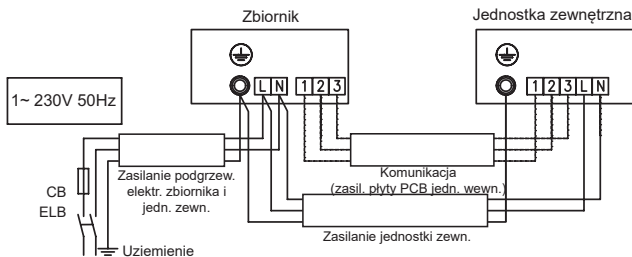 Zbiornik
Jednostka zewnętrzna
L N 1 2 3
1 2 3 L N
1~ 230V 50Hz
Zasilanie podgrzew.
elektr. zbiornika i
jedn. zewn.
Komunikacja
(zasil. płyty PCB jedn. wewn.)
CB
ELB
Zasilanie jednostki zewn.
Uziemienie